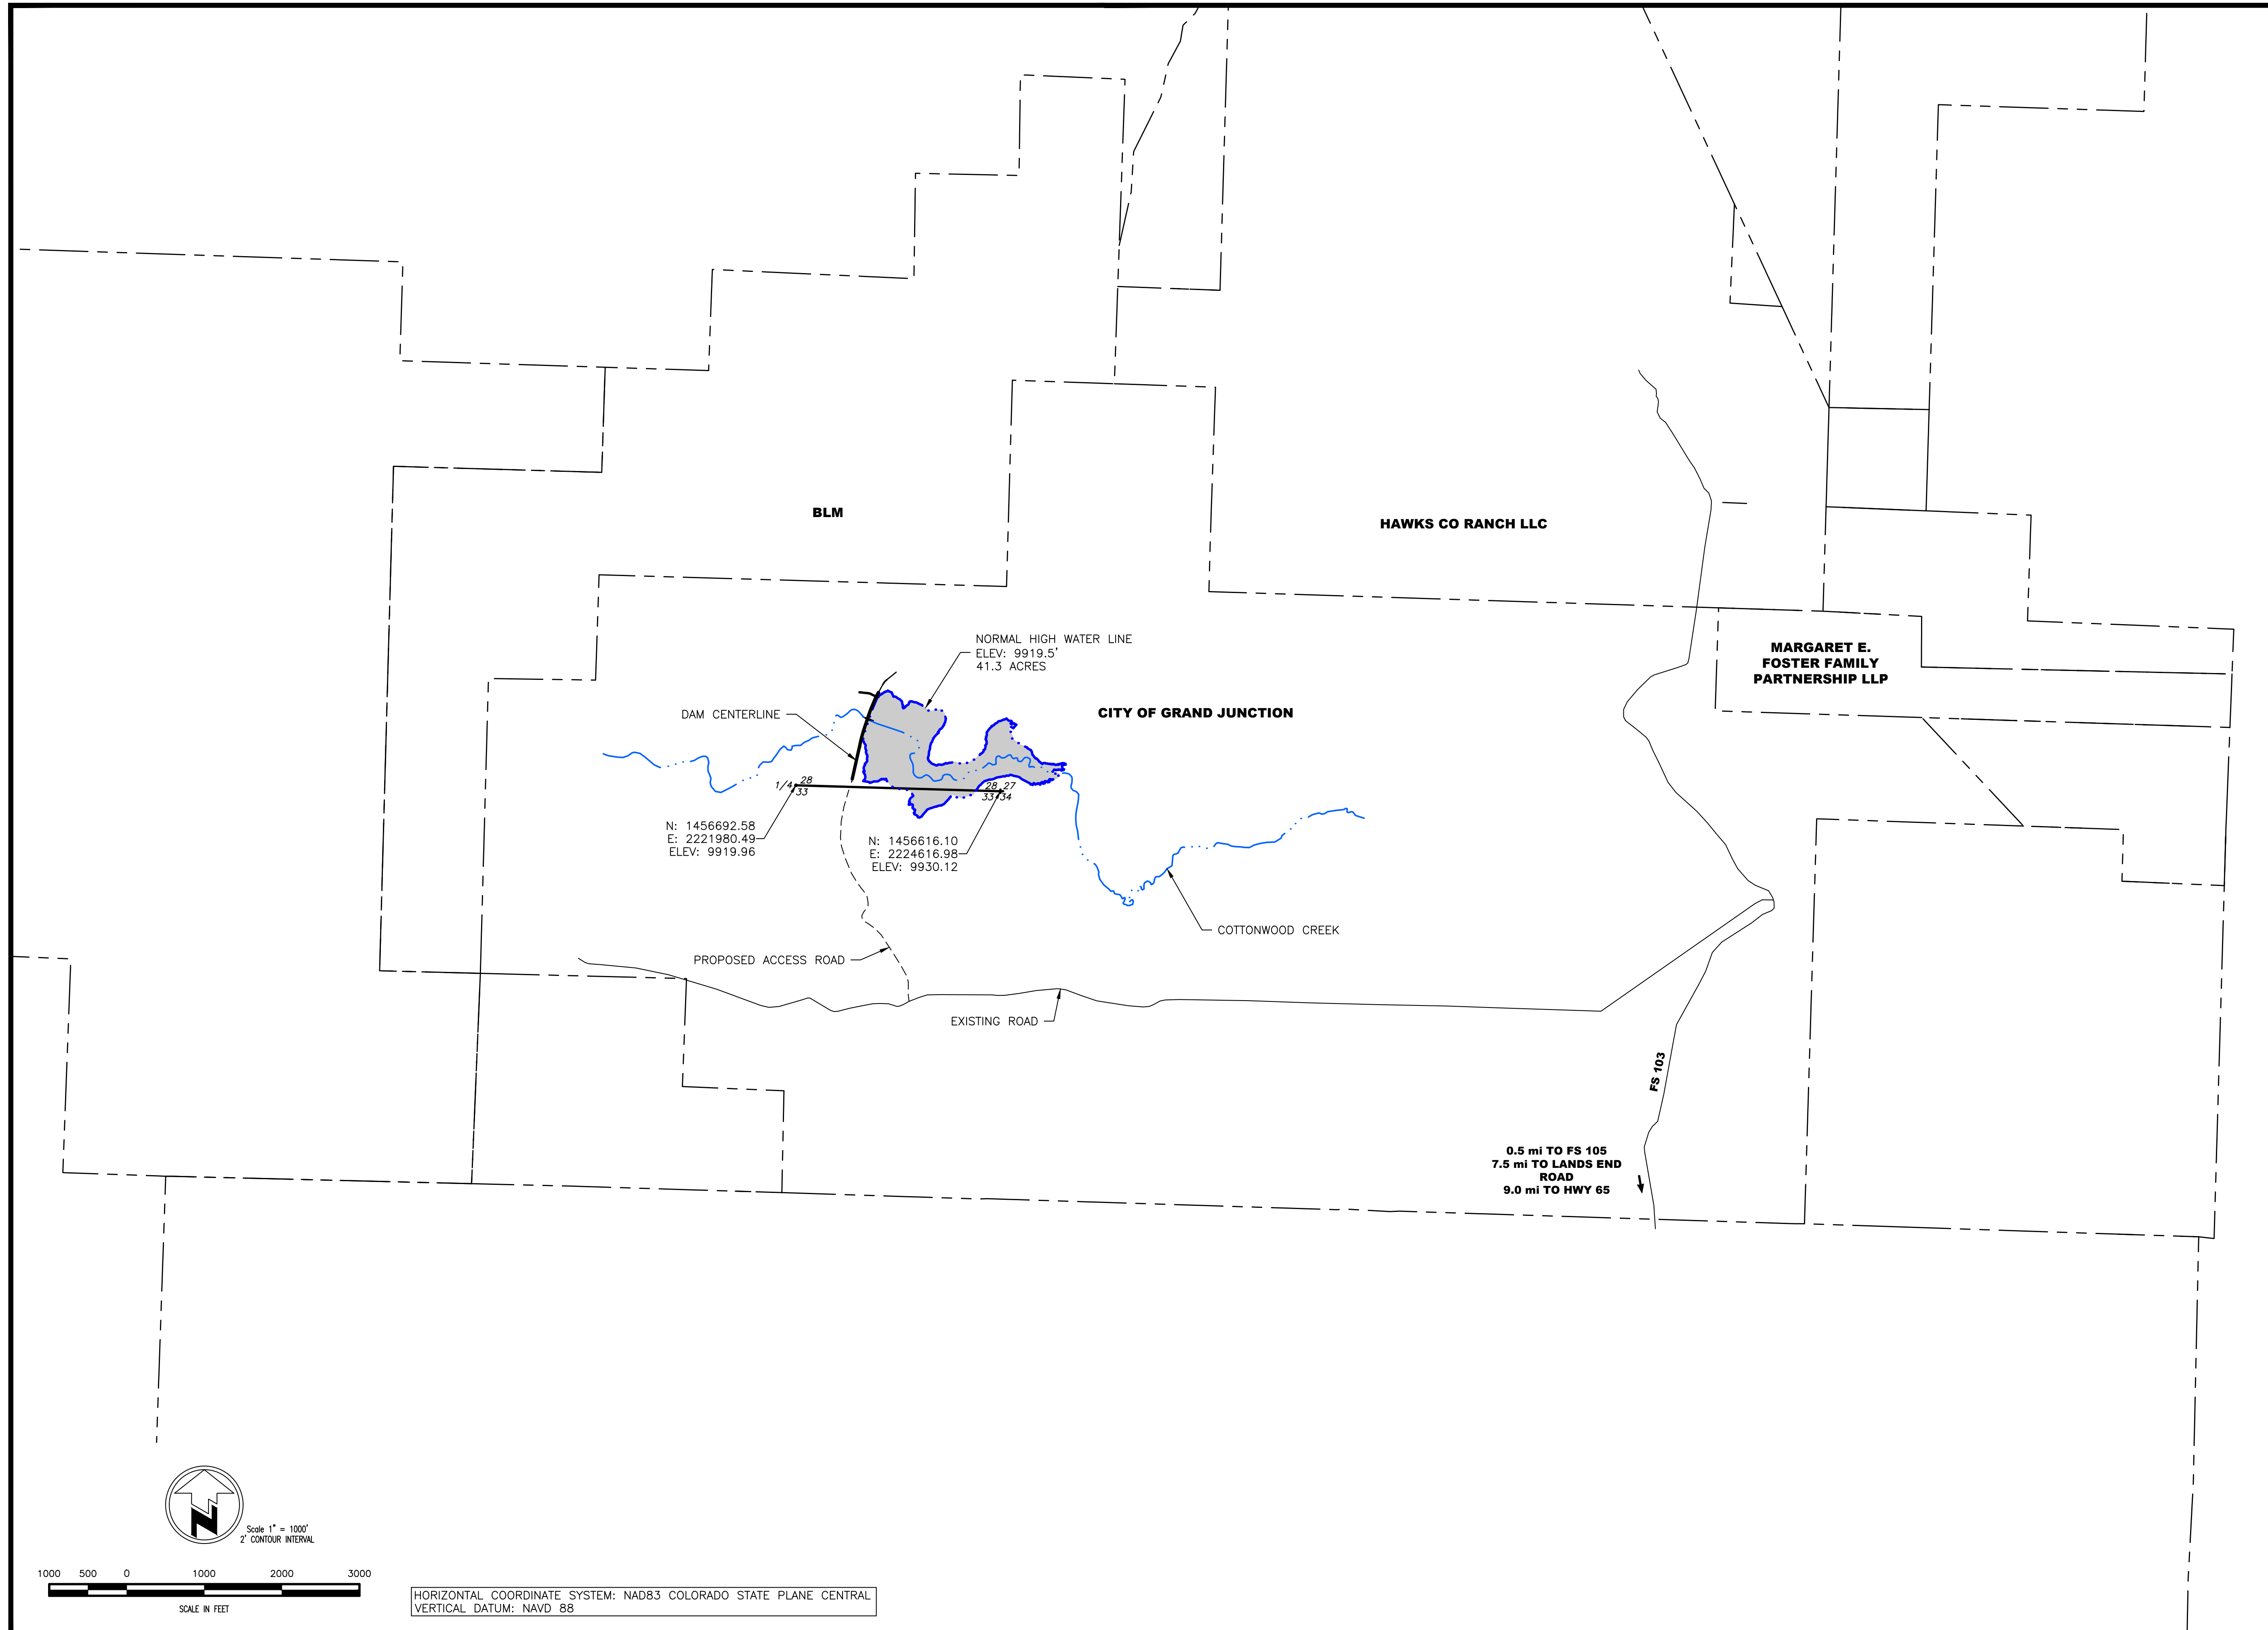 BLM
HAWKS CO RANCH LLC
NORMAL HIGH WATER LINE
ELEV: 9919.5'
41.3 ACRES
MARGARET E.
FOSTER FAMILY
PARTNERSHIP LLP
DAM CENTERLINE
CITY OF GRAND JUNCTION
1/4 28
33
28 27
33 34
N: 1456692.58
E: 2221980.49
ELEV: 9919.96
N: 1456616.10
E: 2224616.98
ELEV: 9930.12
COTTONWOOD CREEK
PROPOSED ACCESS ROAD
EXISTING ROAD
FS 103
0.5 mi TO FS 105
7.5 mi TO LANDS END
ROAD
9.0 mi TO HWY 65
N
Scale 1" = 1000'
2' CONTOUR INTERVAL
1000 500 0 1000 2000 3000
SCALE IN FEET
HORIZONTAL COORDINATE SYSTEM: NAD83 COLORADO STATE PLANE CENTRAL
VERTICAL DATUM: NAVD 88